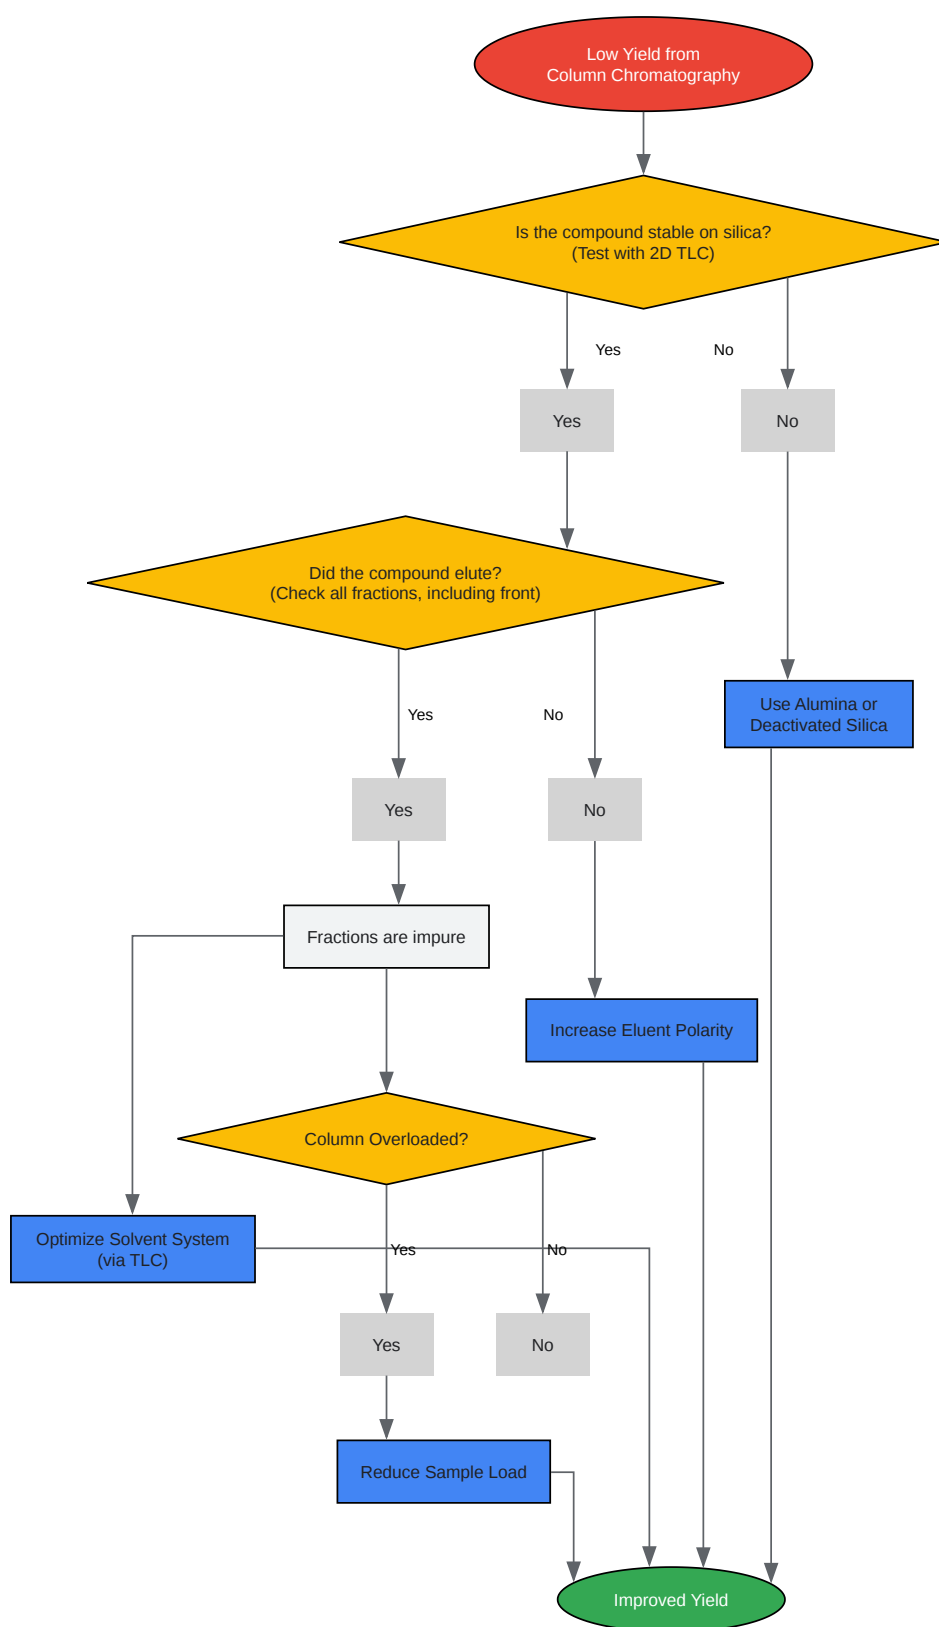 Low Yield from
Column Chromatography
Is the compound stable on silica?
(Test with 2D TLC)
Yes
No
Yes
No
Did the compound elute?
(Check all fractions, including front)
Use Alumina or
Deactivated Silica
Yes
No
Yes
No
Fractions are impure
Increase Eluent Polarity
Column Overloaded?
Optimize Solvent System
(via TLC)
Yes
No
Yes
No
Reduce Sample Load
Improved Yield